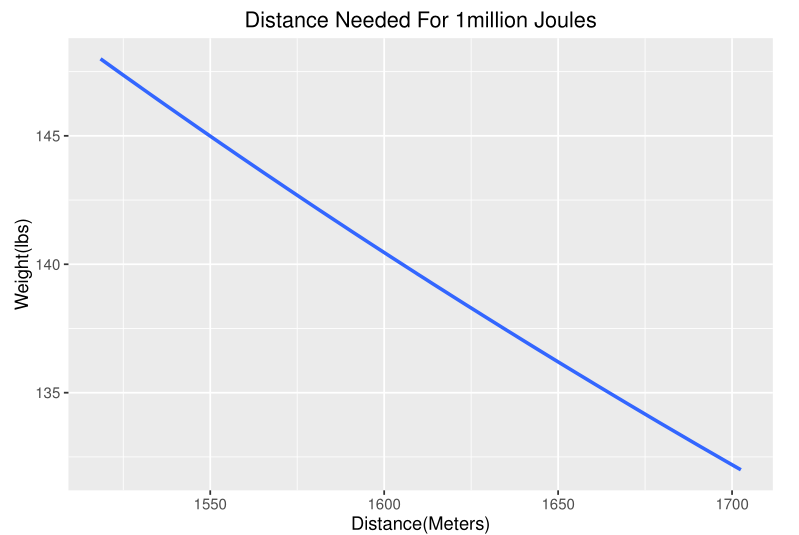 Distance Needed For 1million Joules
Weight(lbs)
145
140
135
1550 1600 1650 1700
Distance(Meters)